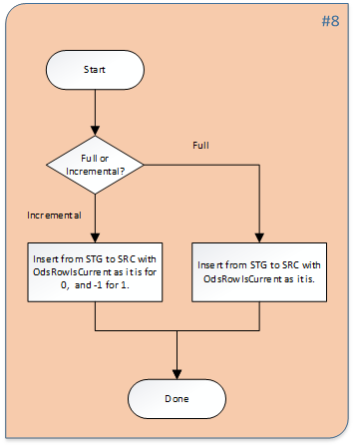 #8
Start
Full or
Incremental?
Full
Incremental
Insert from STG to SRC with
OdsRowIsCurrent as it is for
0, and -1 for 1.
Insert from STG to SRC with
OdsRowIsCurrent as it is.
Done